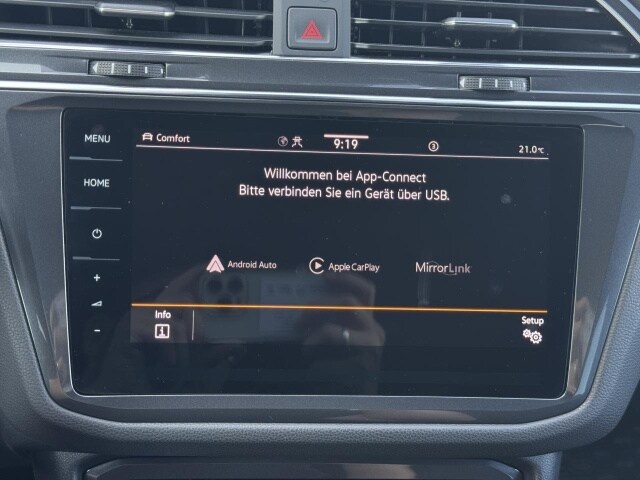 MENU
HOME
Comfort
9:19
3
21.0°C
Willkommen bei App-Connect
Bitte verbinden Sie ein Gerät über USB.
Android Auto
Apple CarPlay
MirrorLink
Info
Setup